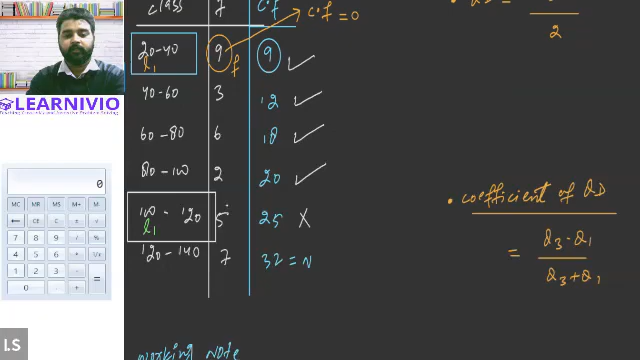 class f c.f
c.f = 0
20-40 9 9
l₁ f
2
40-60 3 12
60-80 6 18
80-100 2 20
100-120 5 25 X
l₁
120-140 7 32 = N
working note
• coefficient of QD
= Q₃-Q₁
Q₃+Q₁
LEARNIVIO
0
MC MR MS M+ M-
← CE C ± √
7 8 9 / %
4 5 6 * 1/x
1 2 3 - =
0 . +
I.S